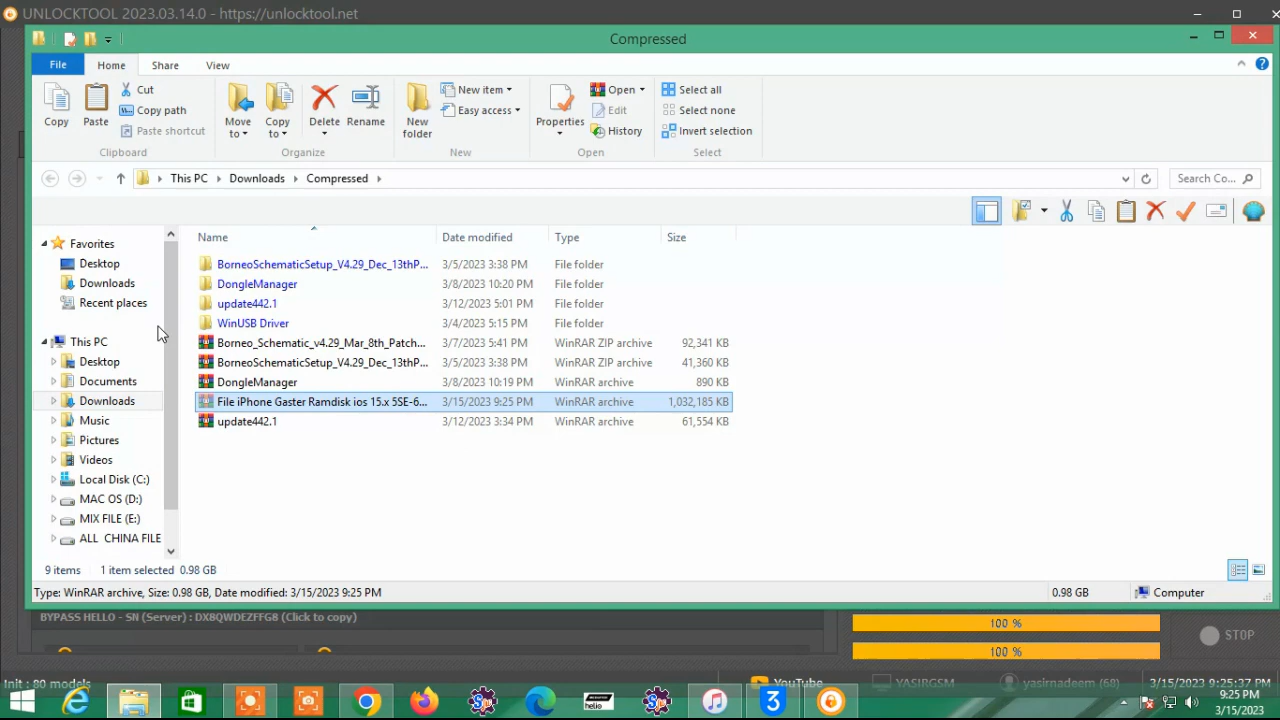 UNLOCKTOOL 2023.03.14.0 - https://unlocktool.net
Compressed
File Home Share View
Copy
Paste
Cut
Copy path
Paste shortcut
Clipboard
Move to
Copy to
Delete
Rename
Organize
New folder
New item
Easy access
New
Properties
Open
Edit
History
Open
Select all
Select none
Invert selection
Select
This PC Downloads Compressed
Search Co...
Name Date modified Type Size
Favorites
Desktop
Downloads
Recent places
This PC
Desktop
Documents
Downloads
Music
Pictures
Videos
Local Disk (C:)
MAC OS (D:)
MIX FILE (E:)
ALL CHINA FILE
BorneoSchematicSetup_V4.29_Dec_13thP... 3/5/2023 3:38 PM File folder
DongleManager 3/8/2023 10:20 PM File folder
update442.1 3/12/2023 5:01 PM File folder
WinUSB Driver 3/4/2023 5:15 PM File folder
Borneo_Schematic_v4.29_Mar_8th_Patch... 3/7/2023 5:41 PM WinRAR ZIP archive 92,341 KB
BorneoSchematicSetup_V4.29_Dec_13thP... 3/5/2023 3:38 PM WinRAR ZIP archive 41,360 KB
DongleManager 3/8/2023 10:19 PM WinRAR archive 890 KB
File iPhone Gaster Ramdisk ios 15.x 5SE-6... 3/15/2023 9:25 PM WinRAR archive 1,032,185 KB
update442.1 3/12/2023 3:34 PM WinRAR archive 61,554 KB
9 items 1 item selected 0.98 GB
Type: WinRAR archive, Size: 0.98 GB, Date modified: 3/15/2023 9:25 PM 0.98 GB Computer
BYPASS HELLO - SN (Server) : DX8QWDEZFFG8 (Click to copy)
100 %
100 %
STOP
Init : 80 models
YouTube YASIRGSM yasirnadeem (68) 3/15/2023 9:25:37 PM
helio
3
9:25 PM
3/15/2023